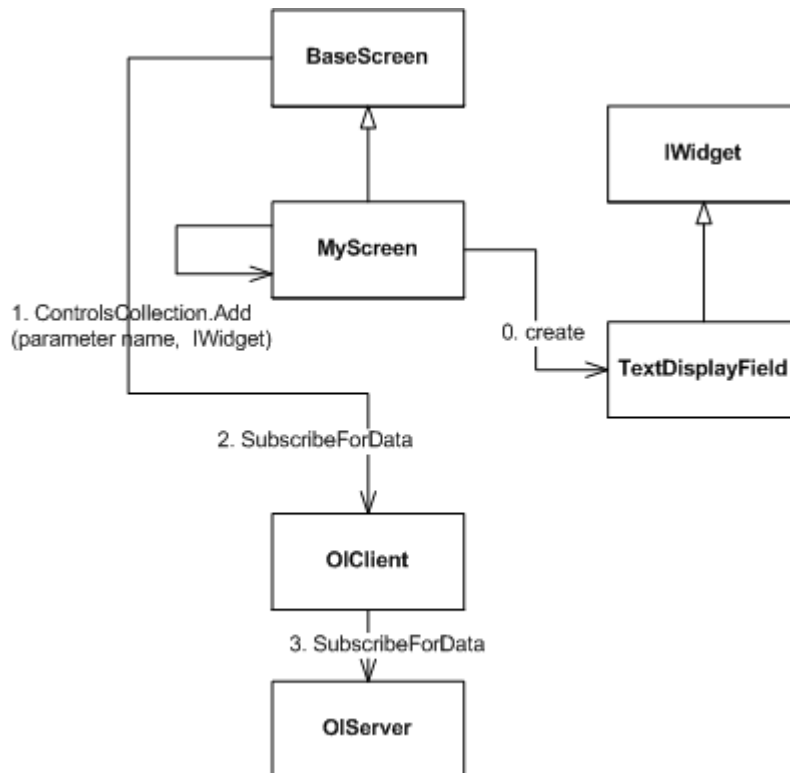 BaseScreen
IWidget
MyScreen
1. ControlsCollection.Add
(parameter name, IWidget)
0. create
TextDisplayField
2. SubscribeForData
OIClient
3. SubscribeForData
OIServer